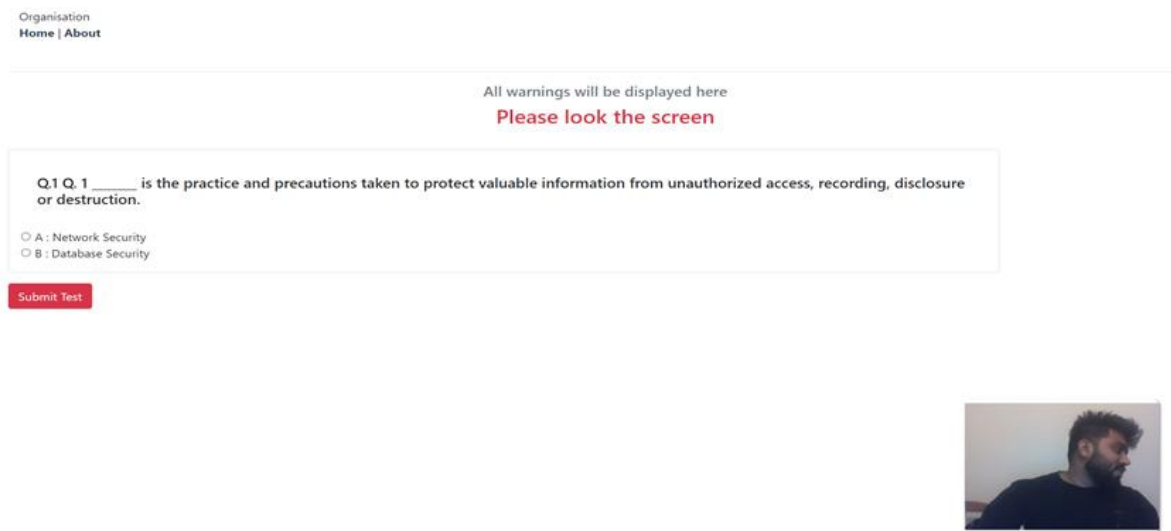 Organisation
Home | About
All warnings will be displayed here
Please look the screen
Q.1 Q. 1 ______ is the practice and precautions taken to protect valuable information from unauthorized access, recording, disclosure
or destruction.
A : Network Security
B : Database Security
Submit Test